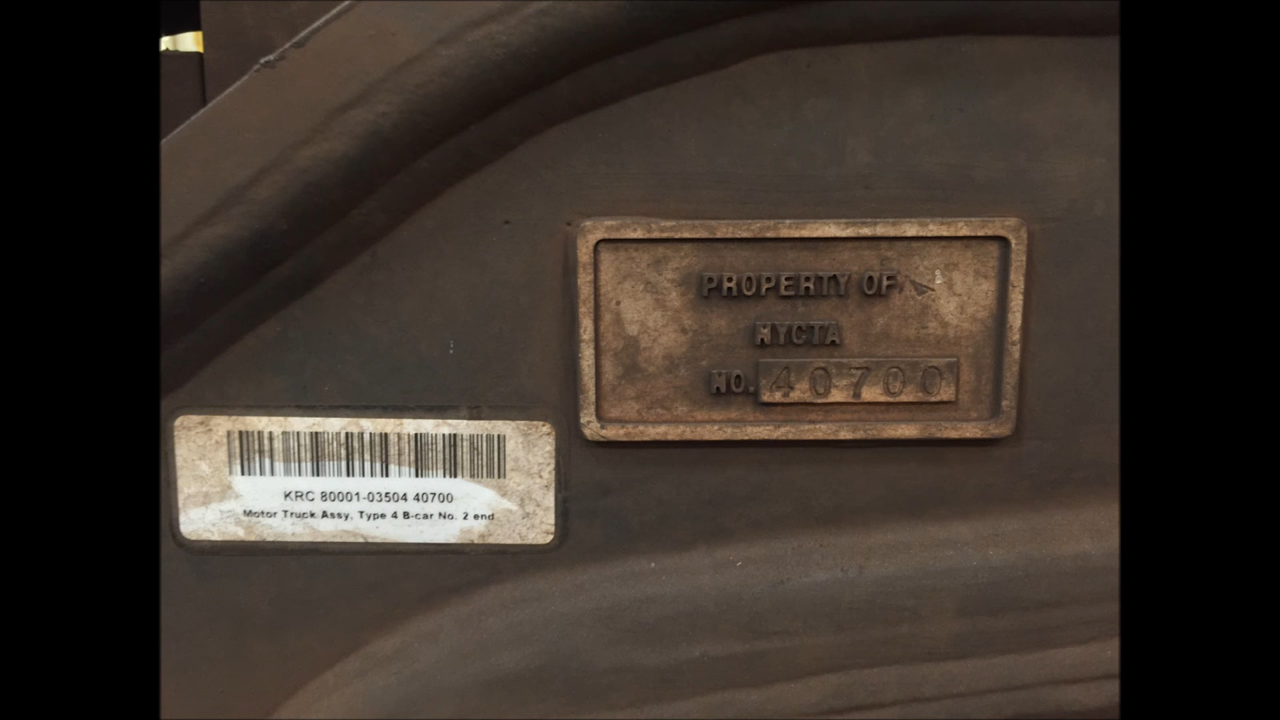 PROPERTY OF
NYCTA
NO. 40700
KRC 80001-03504 40700
Motor Truck Assy, Type 4 B-car No. 2 end